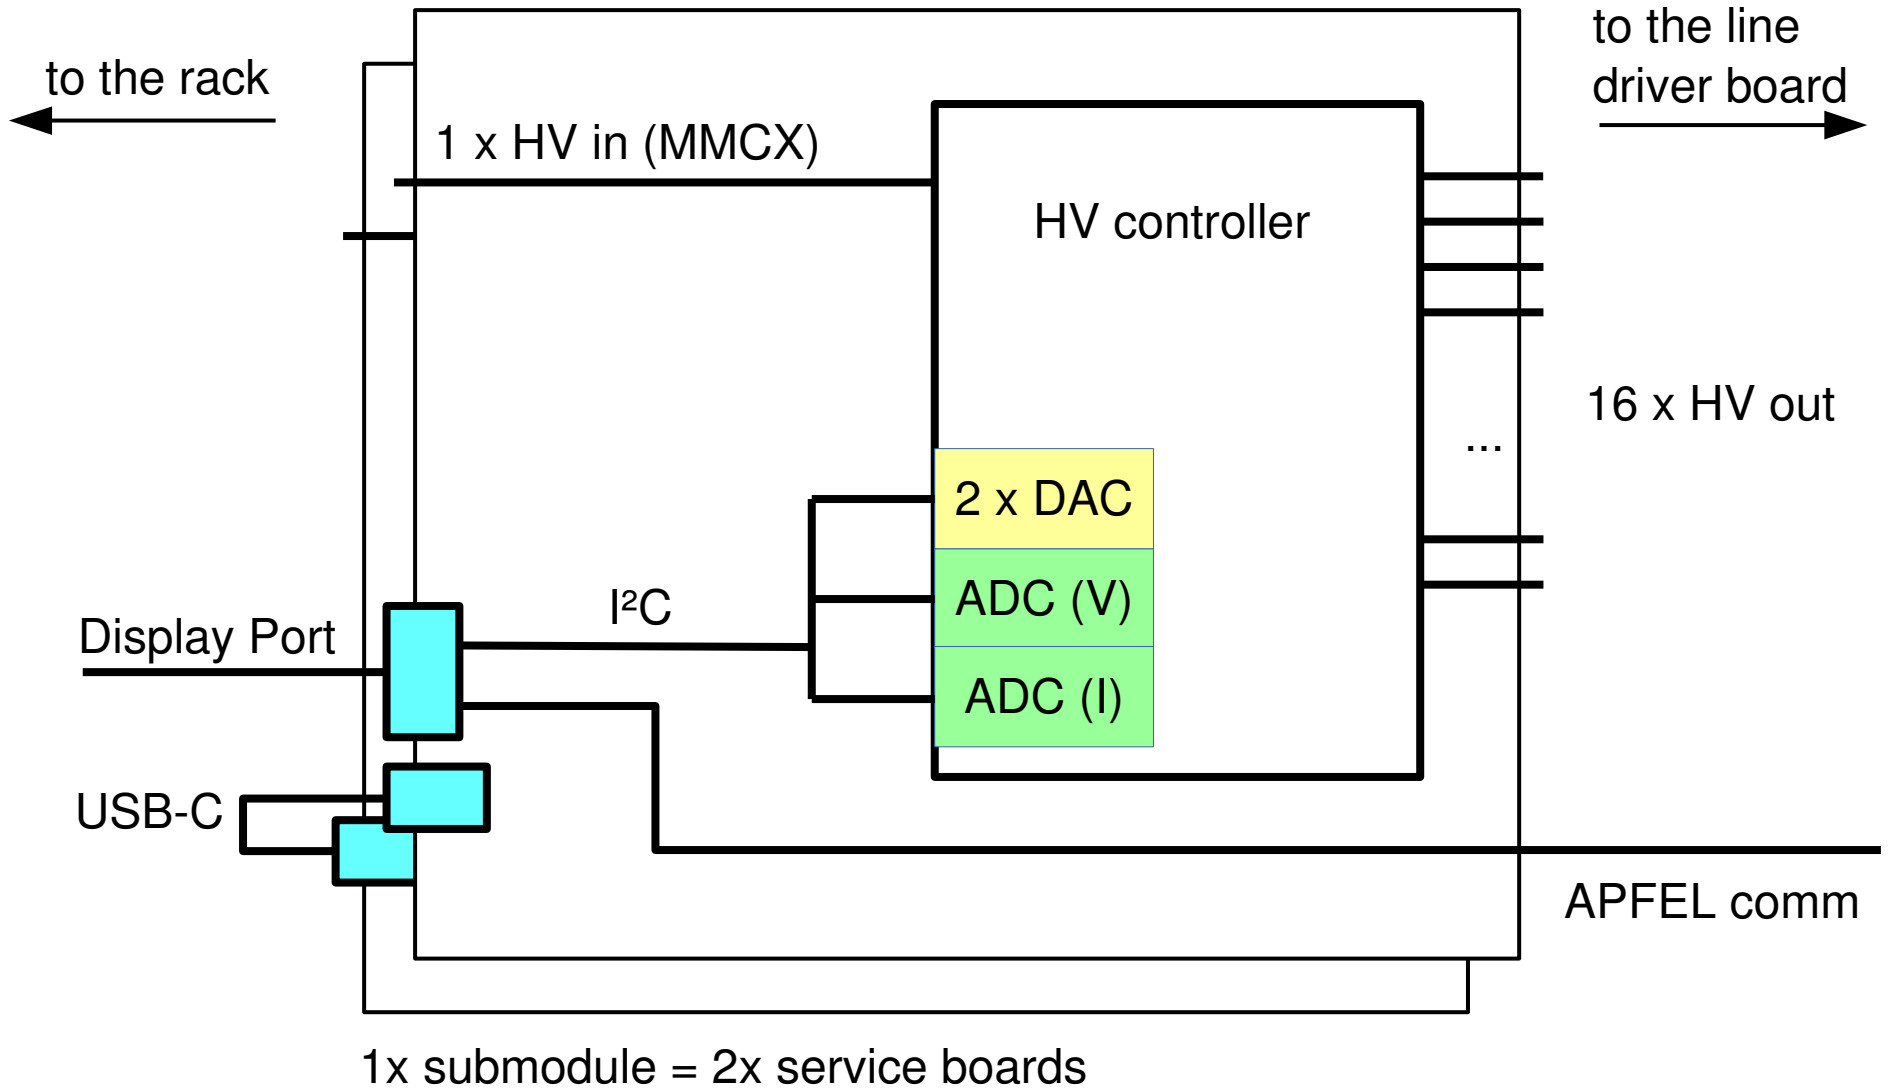 to the rack
to the line
driver board
1 x HV in (MMCX)
HV controller
16 x HV out
...
2 x DAC
ADC (V)
ADC (I)
I²C
Display Port
USB-C
APFEL comm
1x submodule = 2x service boards